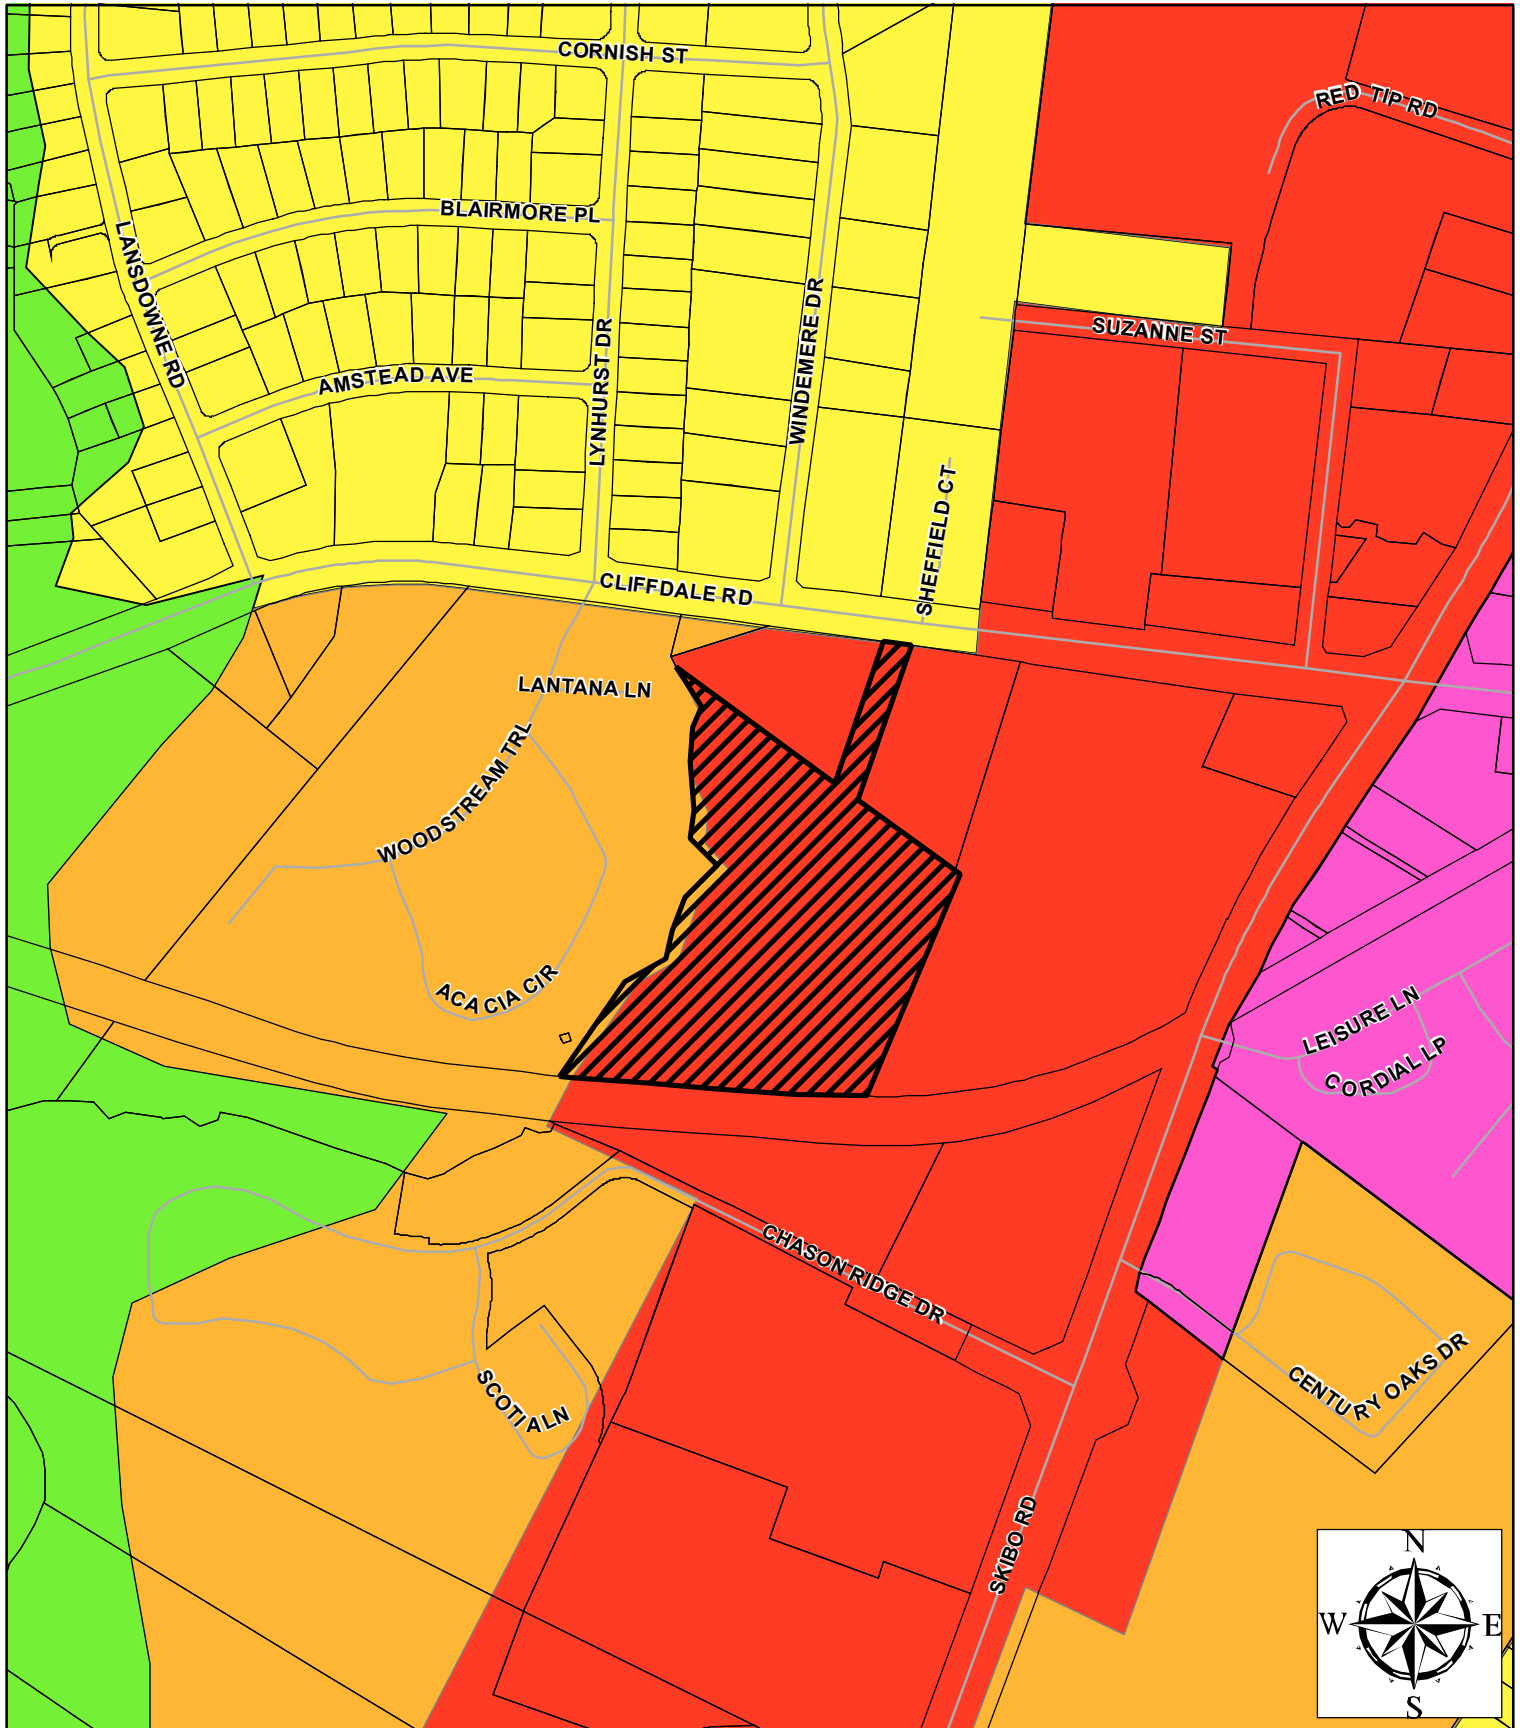 CORNISH ST
RED TIP RD
BLAIRMORE PL
LANSDOWNE RD
SUZANNE ST
WINDEMERE DR
LYNHURST DR
AMSTEAD AVE
SHEFFIELD CT
CLIFFDALE RD
LANTANA LN
WOODSTREAM TRL
ACACIA CIR
LEISURE LN
CORDIAL LP
CHASON RIDGE DR
CENTURY OAKS DR
SCOTIA LN
SKIBO RD
N
W E
S